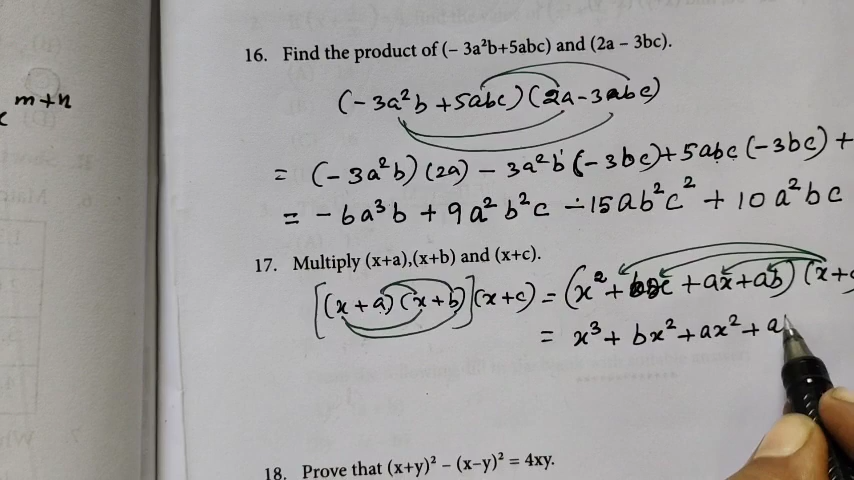 m+n
16. Find the product of (– 3a²b+5abc) and (2a – 3bc).
(-3a²b +5abc)(2a-3abc)
= (-3a²b)(2a) - 3a²b(-3bc)+5abc(-3bc)+
= -6a³b + 9a²b²c -15ab²c² + 10a²bc
17. Multiply (x+a),(x+b) and (x+c).
[(x+a)(x+b)](x+c) = (x² + bx + ax+ab)(x+c
= x³+ bx²+ax²+a
18. Prove that (x+y)² – (x–y)² = 4xy.